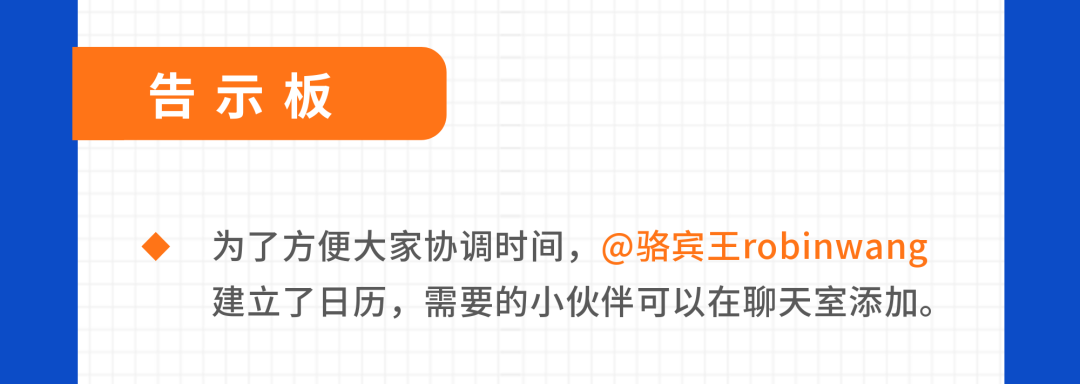 告示板
为了方便大家协调时间，@骆宾王robinwang
建立了日历，需要的小伙伴可以在聊天室添加。